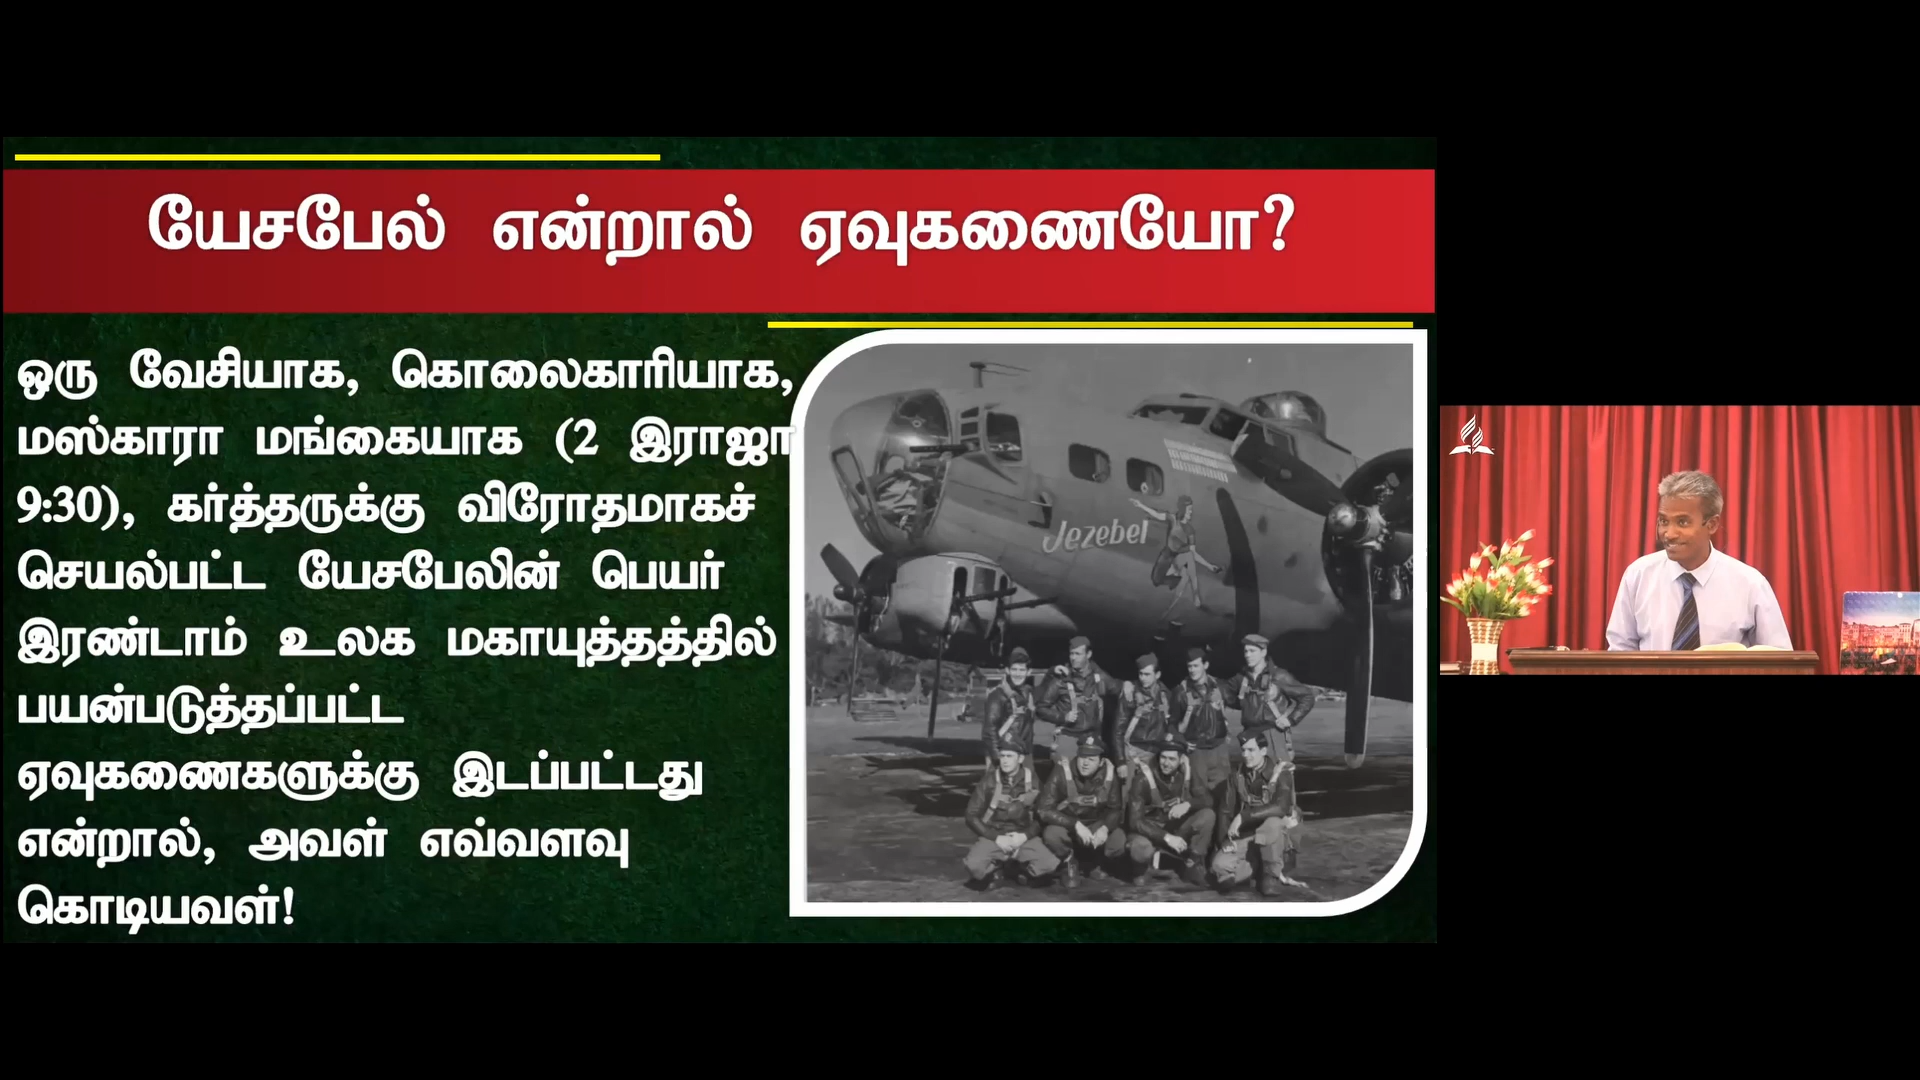 யேசபேல் என்றால் ஏவுகணையோ?
ஒரு வேசியாக, கொலைகாரியாக,
மஸ்காரா மங்கையாக (2 இராஜா
9:30), கர்த்தருக்கு விரோதமாகச்
செயல்பட்ட யேசபேலின் பெயர்
இரண்டாம் உலக மகாயுத்தத்தில்
பயன்படுத்தப்பட்ட
ஏவுகணைகளுக்கு இடப்பட்டது
என்றால், அவள் எவ்வளவு
கொடியவள்!
Jezebel